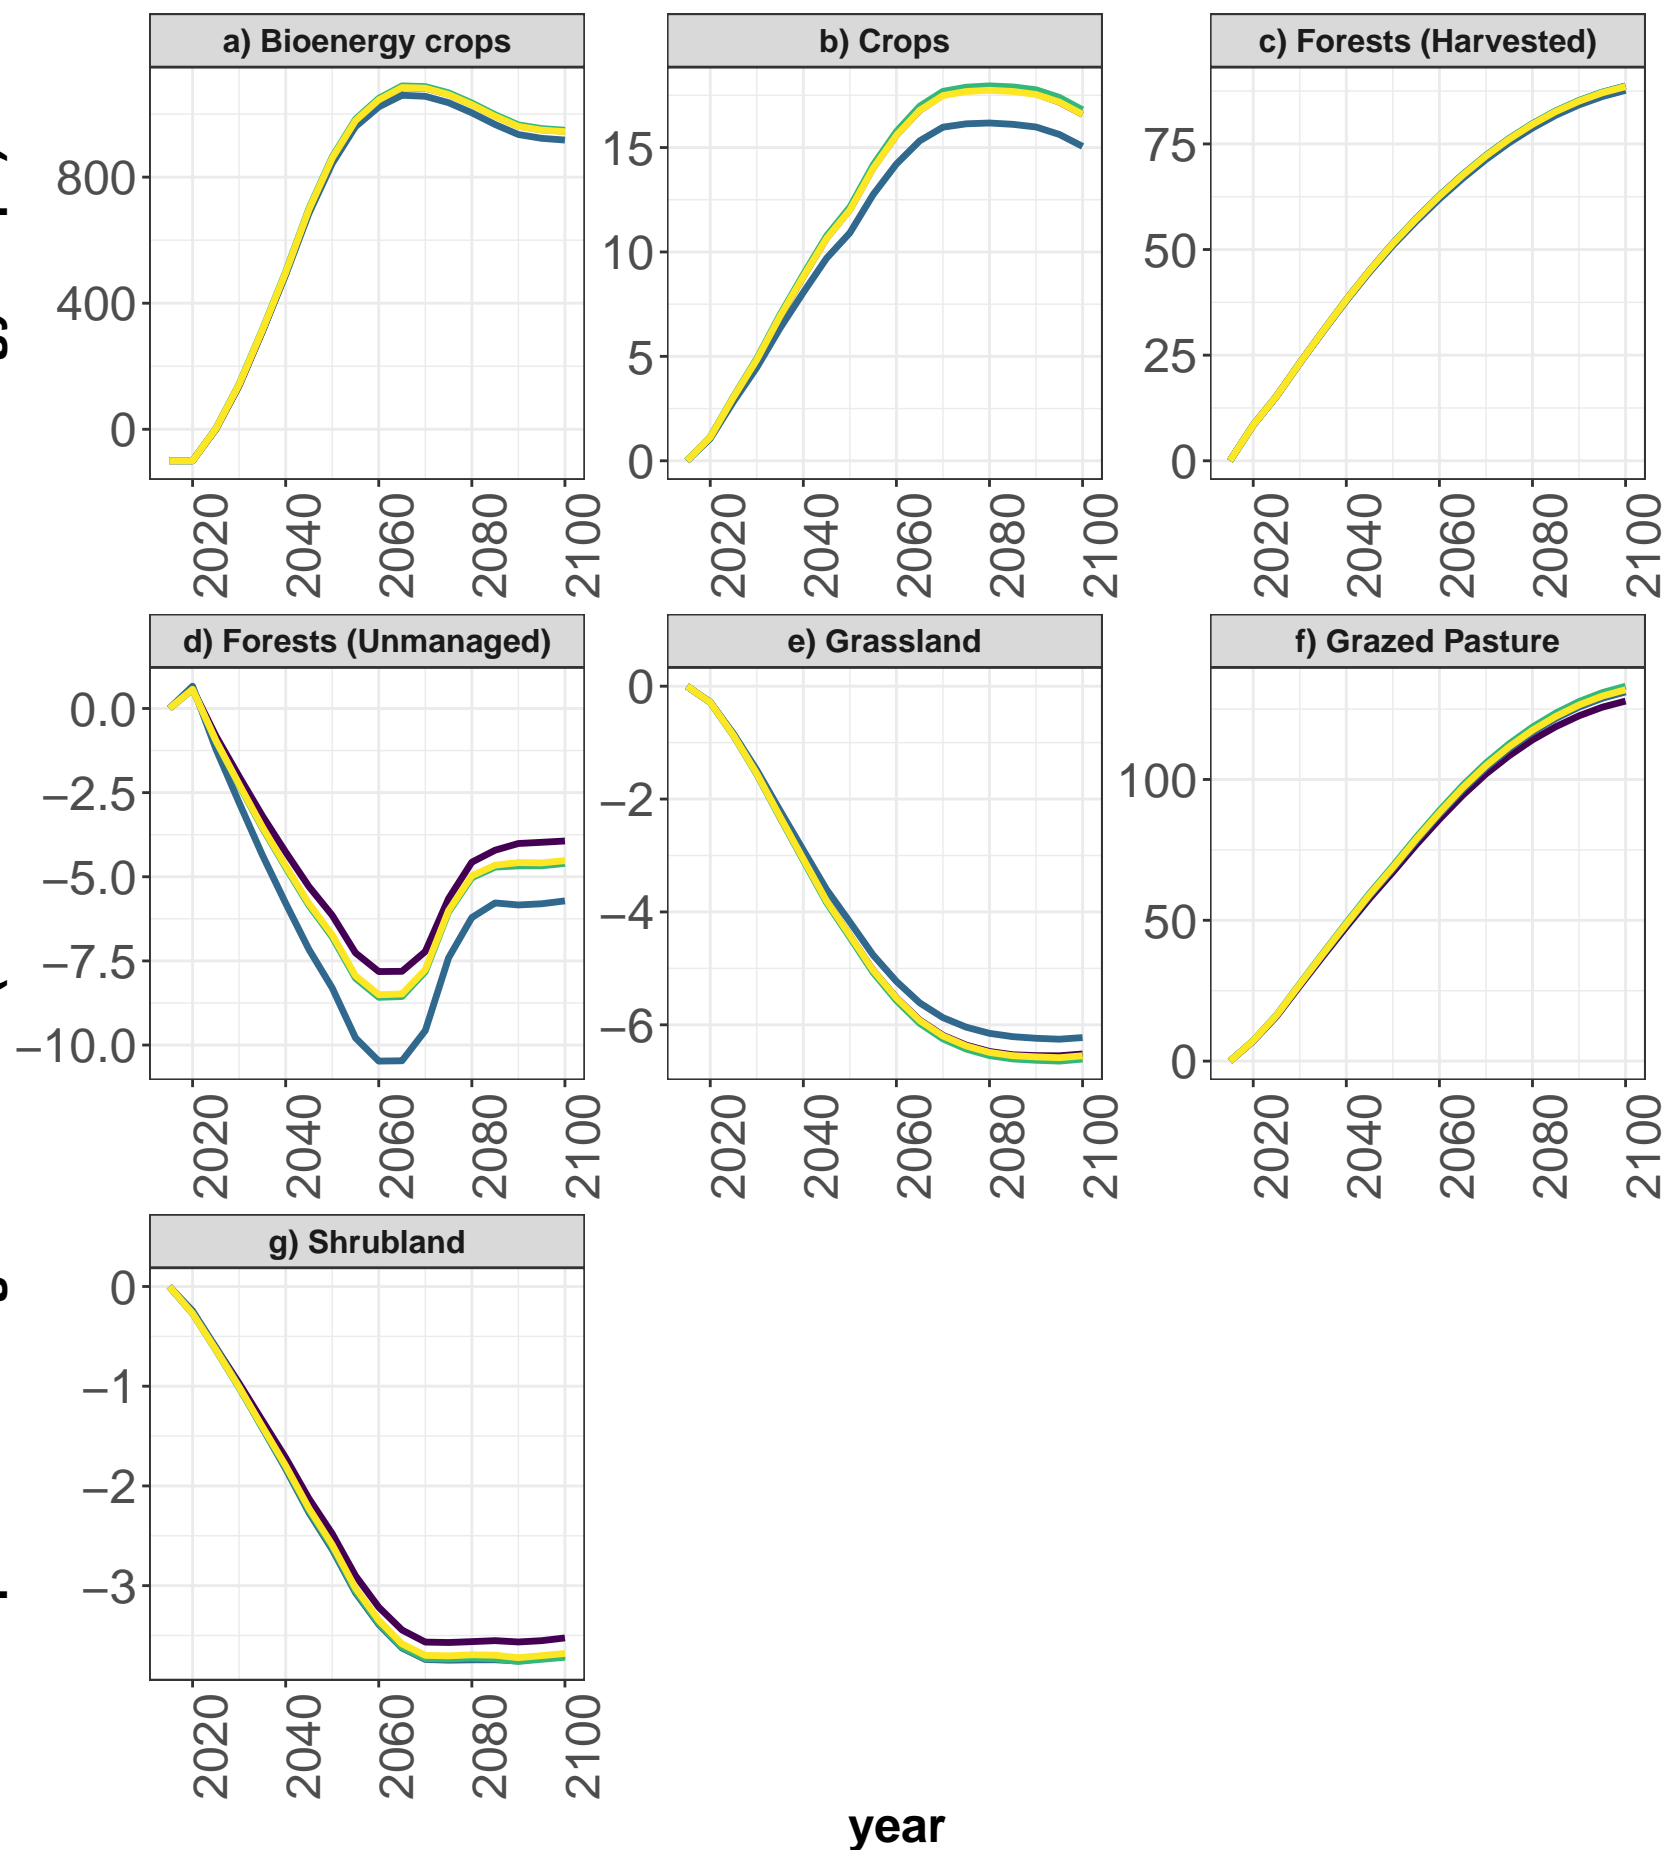 a) Bioenergy crops
b) Crops
c) Forests (Harvested)
800
400
0
15
10
5
0
75
50
25
0
2020 2040 2060 2080 2100
2020 2040 2060 2080 2100
2020 2040 2060 2080 2100
d) Forests (Unmanaged)
e) Grassland
f) Grazed Pasture
0.0
−2.5
−5.0
−7.5
−10.0
0
−2
−4
−6
100
50
0
2020 2040 2060 2080 2100
2020 2040 2060 2080 2100
2020 2040 2060 2080 2100
g) Shrubland
0
−1
−2
−3
2020 2040 2060 2080 2100
year